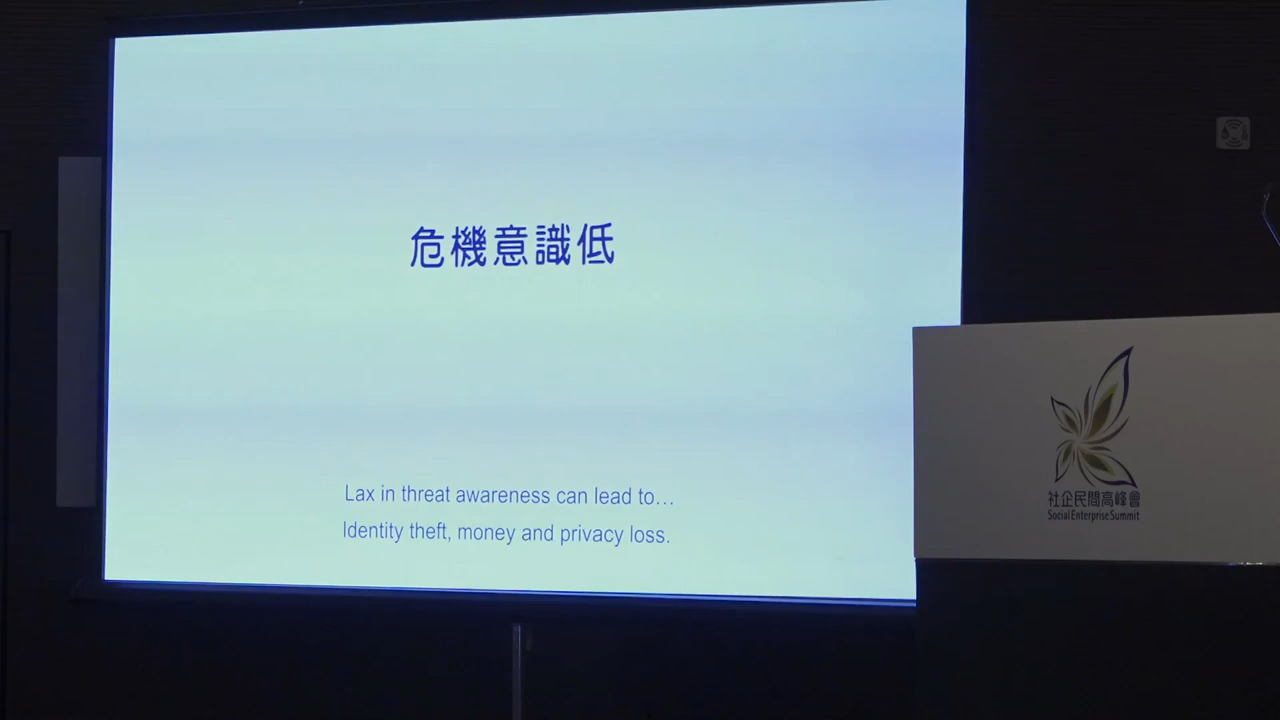 危機意識低
Lax in threat awareness can lead to…
Identity theft, money and privacy loss.
社企民間高峰會
Social Enterprise Summit